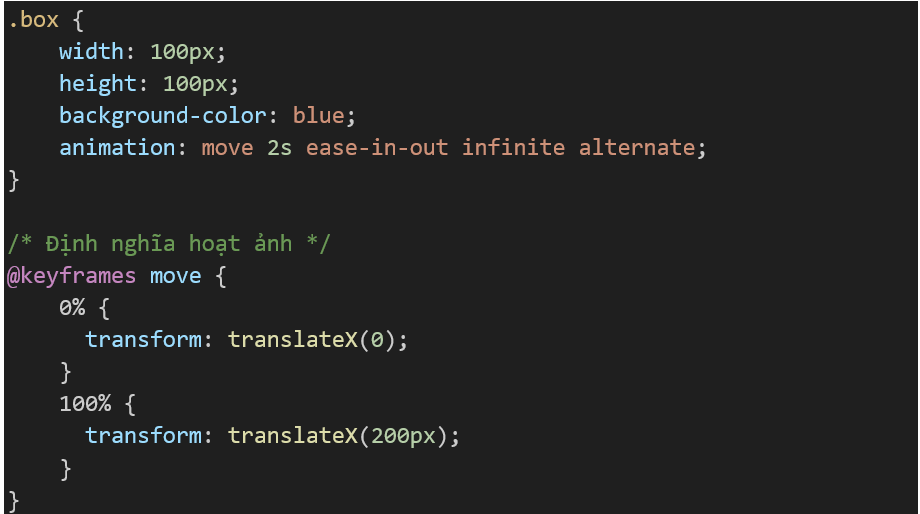 .box {
    width: 100px;
    height: 100px;
    background-color: blue;
    animation: move 2s ease-in-out infinite alternate;
}

/* Định nghĩa hoạt ảnh */
@keyframes move {
    0% {
      transform: translateX(0);
    }
    100% {
      transform: translateX(200px);
    }
}